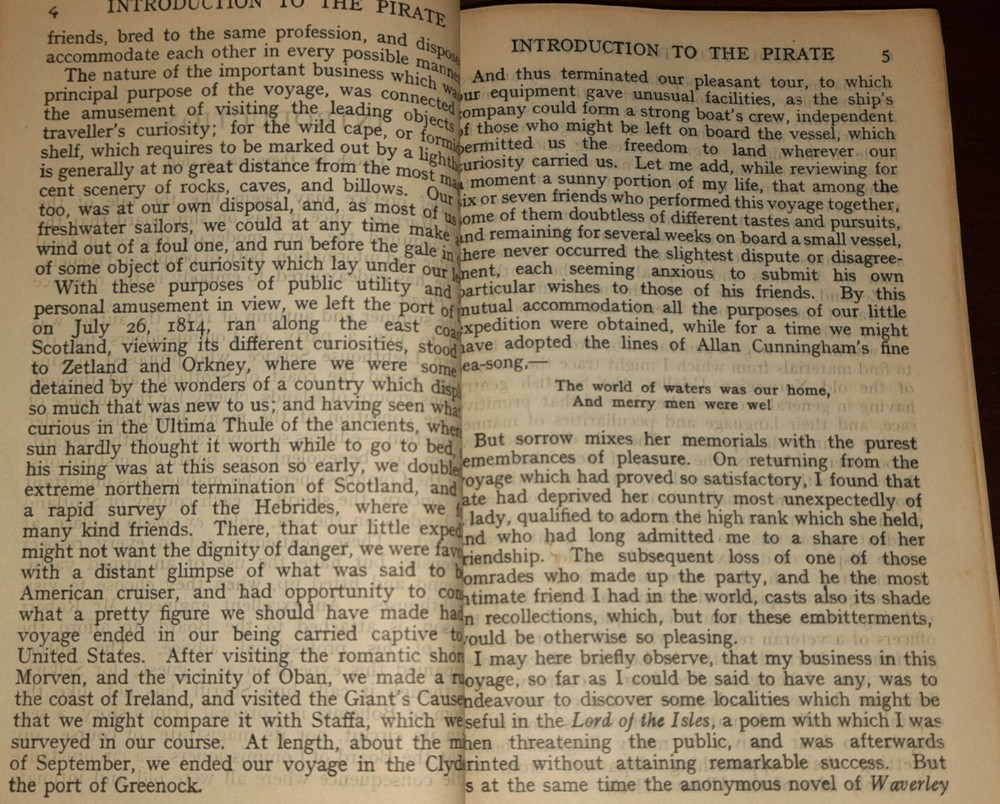 4 INTRODUCTION TO THE PIRATE
friends, bred to the same profession, and dispose
accommodate each other in every possible manne
The nature of the important business which wa
principal purpose of the voyage, was connected
the amusement of visiting the leading objects
traveller's curiosity; for the wild cape, or formi
shelf, which requires to be marked out by a lighth
is generally at no great distance from the most ma
cent scenery of rocks, caves, and billows. Our
too, was at our own disposal, and, as most of us
freshwater sailors, we could at any time make a
wind out of a foul one, and run before the gale in
of some object of curiosity which lay under our l
With these purposes of public utility and
personal amusement in view, we left the port of
on July 26, 1814, ran along the east coa
Scotland, viewing its different curiosities, stood
to Zetland and Orkney, where we were some
detained by the wonders of a country which displ
so much that was new to us; and having seen what
curious in the Ultima Thule of the ancients, when
sun hardly thought it worth while to go to bed,
his rising was at this season so early, we double
extreme northern termination of Scotland, and
a rapid survey of the Hebrides, where we f
many kind friends. There, that our little exped
might not want the dignity of danger, we were favo
with a distant glimpse of what was said to b
American cruiser, and had opportunity to con
what a pretty figure we should have made had
voyage ended in our being carried captive to
United States. After visiting the romantic shor
Morven, and the vicinity of Oban, we made a ru
the coast of Ireland, and visited the Giant's Cause
that we might compare it with Staffa, which we
surveyed in our course. At length, about the m
of September, we ended our voyage in the Clyd
the port of Greenock.
INTRODUCTION TO THE PIRATE 5
And thus terminated our pleasant tour, to which
our equipment gave unusual facilities, as the ship's
company could form a strong boat's crew, independent
of those who might be left on board the vessel, which
permitted us the freedom to land wherever our
curiosity carried us. Let me add, while reviewing for
a moment a sunny portion of my life, that among the
six or seven friends who performed this voyage together,
some of them doubtless of different tastes and pursuits,
and remaining for several weeks on board a small vessel,
there never occurred the slightest dispute or disagree-
ment, each seeming anxious to submit his own
particular wishes to those of his friends. By this
mutual accommodation all the purposes of our little
expedition were obtained, while for a time we might
have adopted the lines of Allan Cunningham's fine
ea-song,—
The world of waters was our home,
And merry men were we!
But sorrow mixes her memorials with the purest
emembrances of pleasure. On returning from the
voyage which had proved so satisfactory, I found that
ate had deprived her country most unexpectedly of
lady, qualified to adorn the high rank which she held,
nd who had long admitted me to a share of her
riendship. The subsequent loss of one of those
omrades who made up the party, and he the most
ntimate friend I had in the world, casts also its shade
n recollections, which, but for these embitterments,
would be otherwise so pleasing.
I may here briefly observe, that my business in this
oyage, so far as I could be said to have any, was to
ndeavour to discover some localities which might be
seful in the Lord of the Isles, a poem with which I was
hen threatening the public, and was afterwards
rinted without attaining remarkable success. But
s at the same time the anonymous novel of Waverley